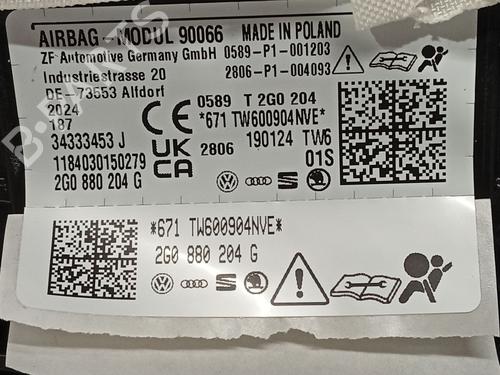 AIRBAG-MODUL 90066 MADE IN POLAND
ZF Automotive Germany GmbH 0589-P1-001203
Industriestrasse 20 2806-P1-004093
DE-73553 Alfdorf
2024 0589 T 2G0 204
187 *671 TW600904NVE*
34333453 J CE 2806 190124 TW6
1184030150279 UKCA 01S
2G0 880 204 G
*671 TW600904NVE*
2G0 880 204 G